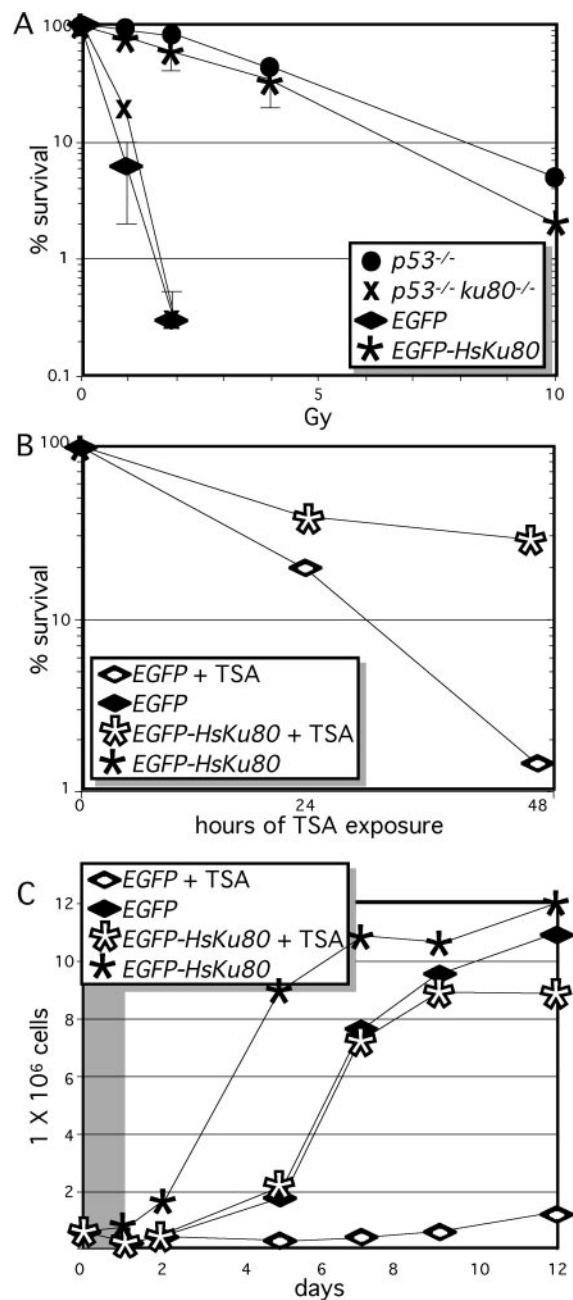 A
100
10
1
0.1
% survival
0
5
10
Gy
p53-/-
p53-/- ku80-/-
EGFP
EGFP-HsKu80
B
100
10
1
% survival
0
24
48
hours of TSA exposure
EGFP + TSA
EGFP
EGFP-HsKu80 + TSA
EGFP-HsKu80
C
12
10
8
6
4
2
1 X 10⁶ cells
0
2
4
6
8
10
12
days
EGFP + TSA
EGFP
EGFP-HsKu80 + TSA
EGFP-HsKu80